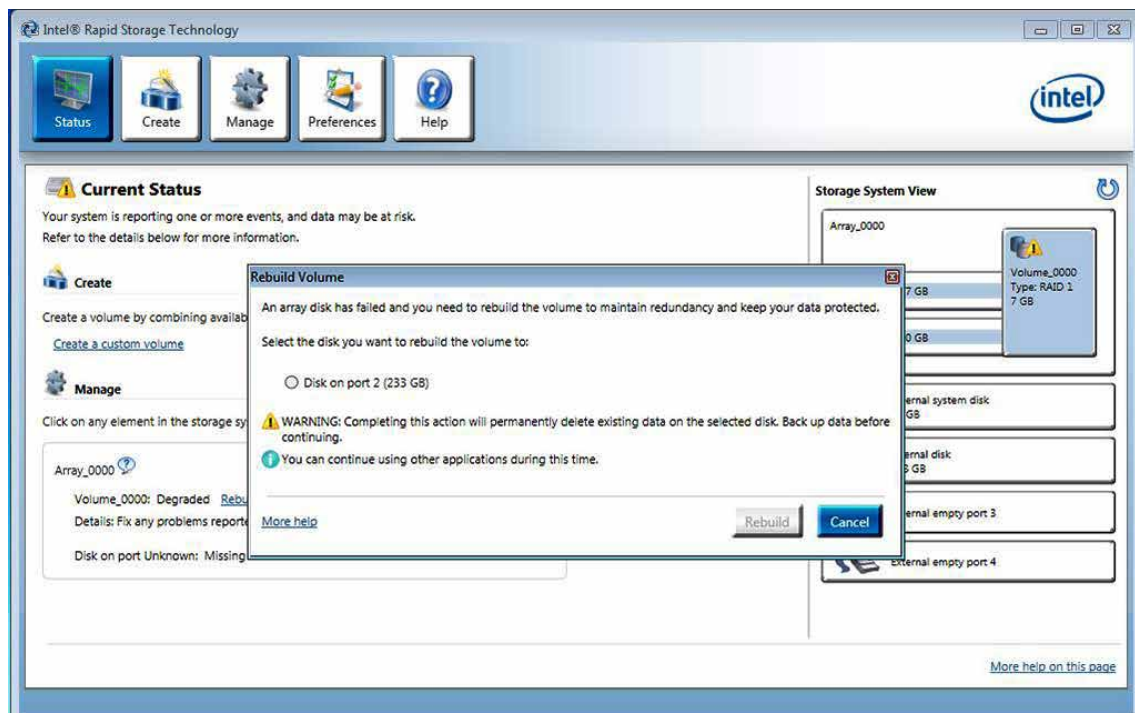 Intel® Rapid Storage Technology
Status
Create
Manage
Preferences
Help
intel
Current Status
Your system is reporting one or more events, and data may be at risk.
Refer to the details below for more information.
Create
Create a volume by combining availab
Create a custom volume
Manage
Click on any element in the storage sy
Array_0000
Volume_0000: Degraded Rebu
Details: Fix any problems reporte
Disk on port Unknown: Missing
Rebuild Volume
An array disk has failed and you need to rebuild the volume to maintain redundancy and keep your data protected.
Select the disk you want to rebuild the volume to:
Disk on port 2 (233 GB)
WARNING: Completing this action will permanently delete existing data on the selected disk. Back up data before
continuing.
You can continue using other applications during this time.
More help
Rebuild
Cancel
Storage System View
Array_0000
Volume_0000
Type: RAID 1
7 GB
7 GB
0 GB
ernal system disk
GB
ernal disk
GB
ernal empty port 3
External empty port 4
More help on this page